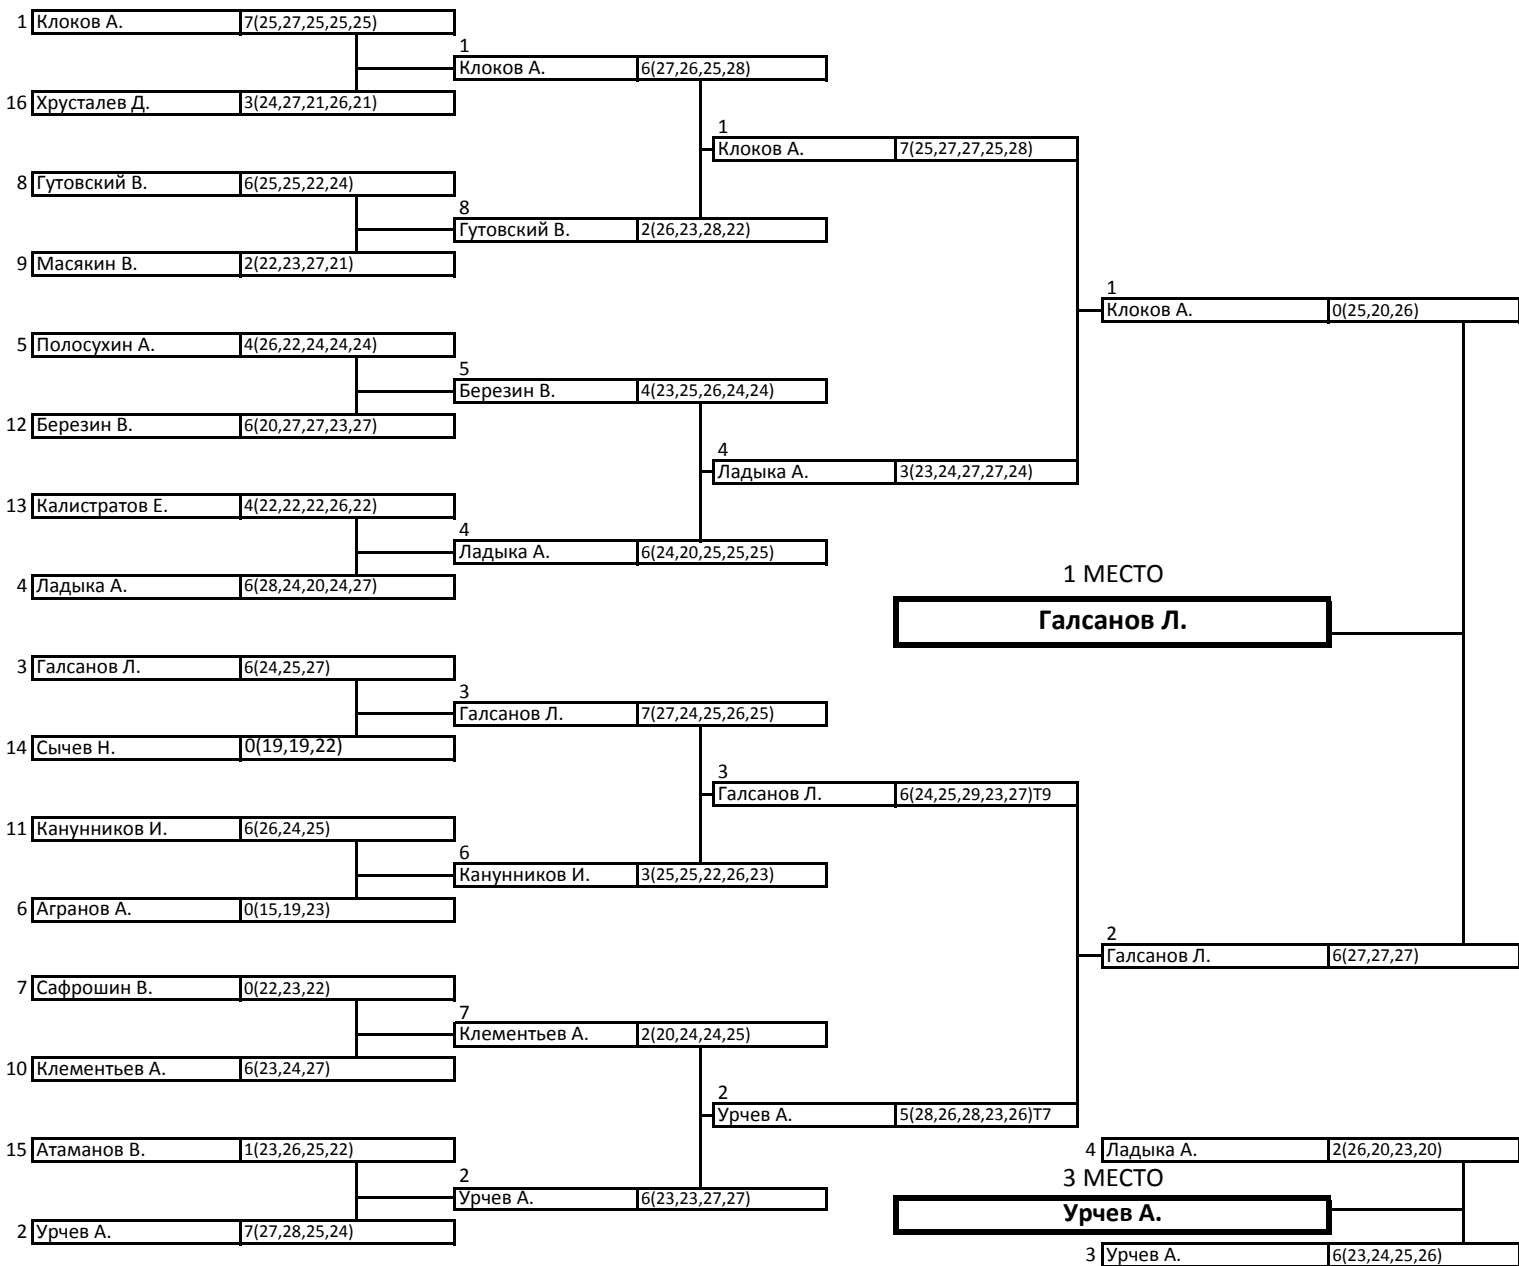 1 Клоков А. 7(25,27,25,25,25)
1
Клоков А. 6(27,26,25,28)
16 Хрусталев Д. 3(24,27,21,26,21)
1
Клоков А. 7(25,27,27,25,28)
8 Гутовский В. 6(25,25,22,24)
8
Гутовский В. 2(26,23,28,22)
9 Масякин В. 2(22,23,27,21)
1
Клоков А. 0(25,20,26)
5 Полосухин А. 4(26,22,24,24,24)
5
Березин В. 4(23,25,26,24,24)
12 Березин В. 6(20,27,27,23,27)
4
Ладыка А. 3(23,24,27,27,24)
13 Калистратов Е. 4(22,22,22,26,22)
4
Ладыка А. 6(24,20,25,25,25)
4 Ладыка А. 6(28,24,20,24,27)
1 МЕСТО
Галсанов Л.
3 Галсанов Л. 6(24,25,27)
3
Галсанов Л. 7(27,24,25,26,25)
14 Сычев Н. 0(19,19,22)
3
Галсанов Л. 6(24,25,29,23,27)Т9
11 Канунников И. 6(26,24,25)
6
Канунников И. 3(25,25,22,26,23)
6 Агранов А. 0(15,19,23)
2
Галсанов Л. 6(27,27,27)
7 Сафрошин В. 0(22,23,22)
7
Клементьев А. 2(20,24,24,25)
10 Клементьев А. 6(23,24,27)
2
Урчев А. 5(28,26,28,23,26)Т7
15 Атаманов В. 1(23,26,25,22)
4 Ладыка А. 2(26,20,23,20)
2
Урчев А. 6(23,23,27,27)
3 МЕСТО
Урчев А.
2 Урчев А. 7(27,28,25,24)
3 Урчев А. 6(23,24,25,26)